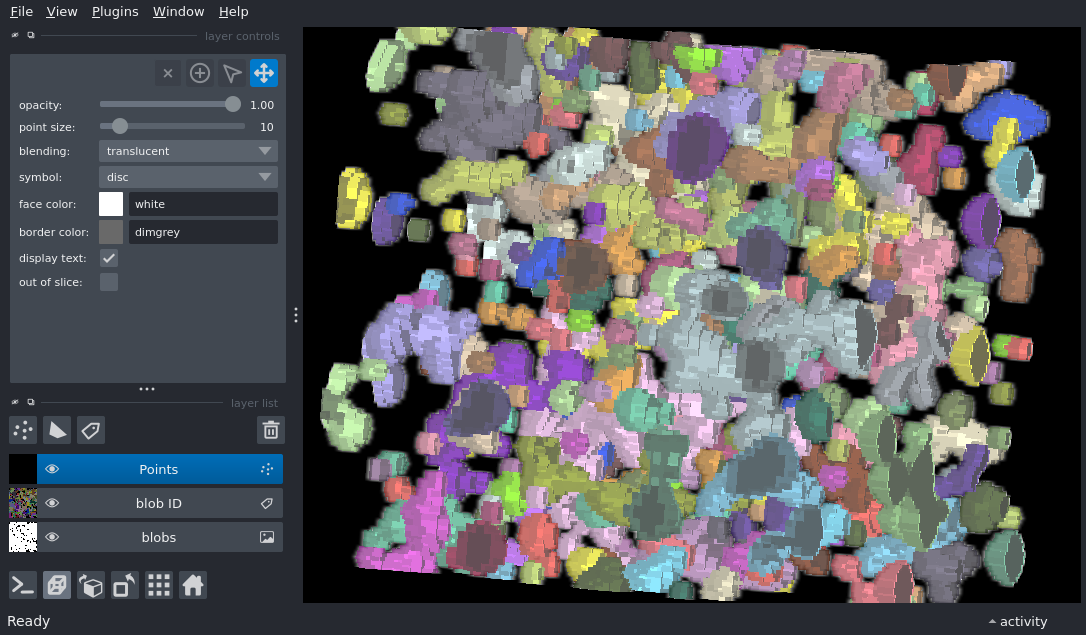 File View Plugins Window Help
layer controls
opacity: 1.00
point size: 10
blending: translucent
symbol: disc
face color: white
border color: dimgrey
display text:
out of slice:
layer list
Points
blob ID
blobs
Ready activity